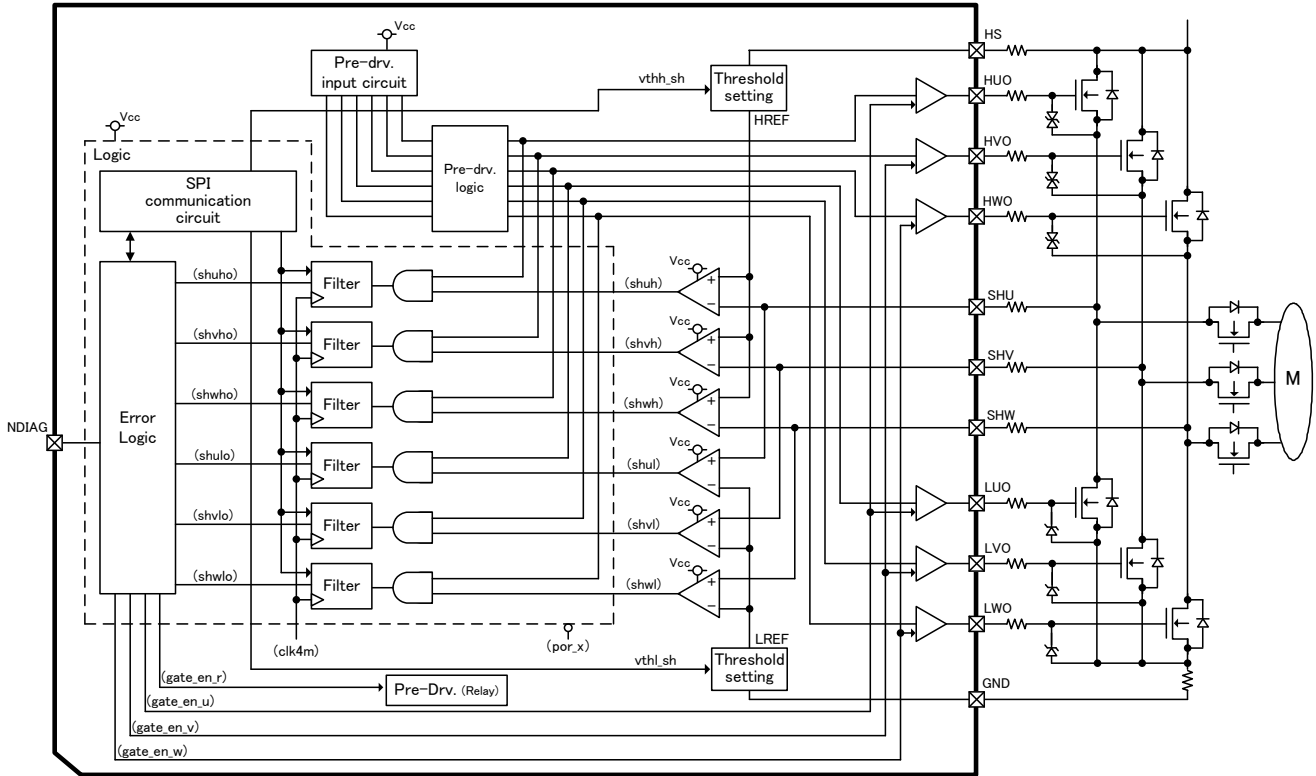 Vcc
HS
Pre-drv.
input circuit
vthh_sh
Threshold
setting
HUO
HREF
Vcc
Logic
Pre-drv.
logic
HVO
SPI
communication
circuit
HWO
(shuho)
Filter
Vcc
(shuh)
+
−
SHU
(shvho)
Filter
Vcc
(shvh)
+
−
SHV
(shwho)
Filter
Vcc
(shwh)
+
−
SHW
M
NDIAG
Error
Logic
(shulo)
Filter
Vcc
(shul)
+
−
LUO
(shvlo)
Filter
Vcc
(shvl)
+
−
LVO
(shwlo)
Filter
Vcc
(shwl)
+
−
LWO
(clk4m)
(por_x)
LREF
vthl_sh
Threshold
setting
(gate_en_r)
Pre-Drv. (Relay)
(gate_en_u)
GND
(gate_en_v)
(gate_en_w)